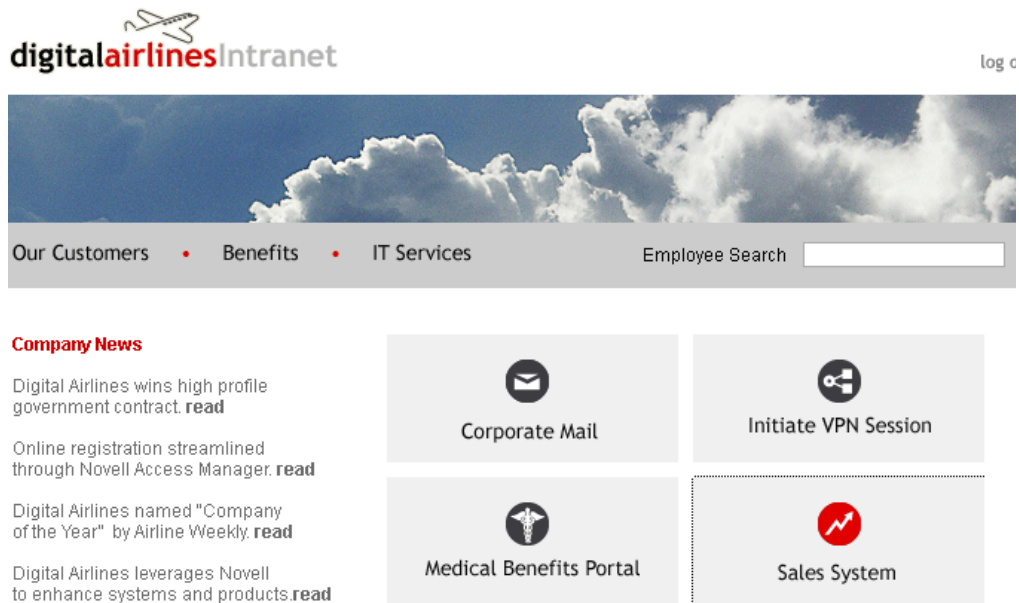 digitalairlinesIntranet
log
Our Customers • Benefits • IT Services
Employee Search
Company News
Digital Airlines wins high profile
government contract. read
Online registration streamlined
through Novell Access Manager. read
Digital Airlines named "Company
of the Year" by Airline Weekly. read
Digital Airlines leverages Novell
to enhance systems and products.read
Corporate Mail
Initiate VPN Session
Medical Benefits Portal
Sales System